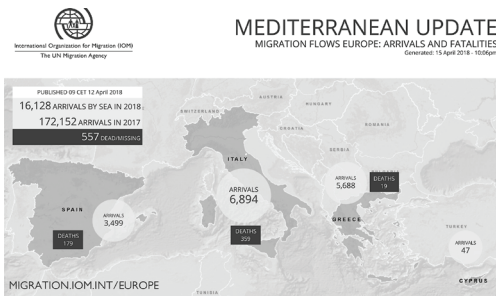 International Organization for Migration (IOM)
The UN Migration Agency
MEDITERRANEAN UPDATE
MIGRATION FLOWS EUROPE: ARRIVALS AND FATALITIES
Generated: 15 April 2018 - 10:06pm
PUBLISHED 09 CET 12 April 2018
16,128 ARRIVALS BY SEA IN 2018
172,152 ARRIVALS IN 2017
557 DEAD/MISSING
AUSTRIA
SWITZERLAND
HUNGARY
ROMANIA
CROATIA
SERBIA
ITALY
ARRIVALS
6,894
DEATHS
359
ARRIVALS
5,688
DEATHS
19
GREECE
SPAIN
ARRIVALS
3,499
DEATHS
179
TURKEY
ARRIVALS
47
CYPRUS
TUNISIA
MIGRATION.IOM.INT/EUROPE